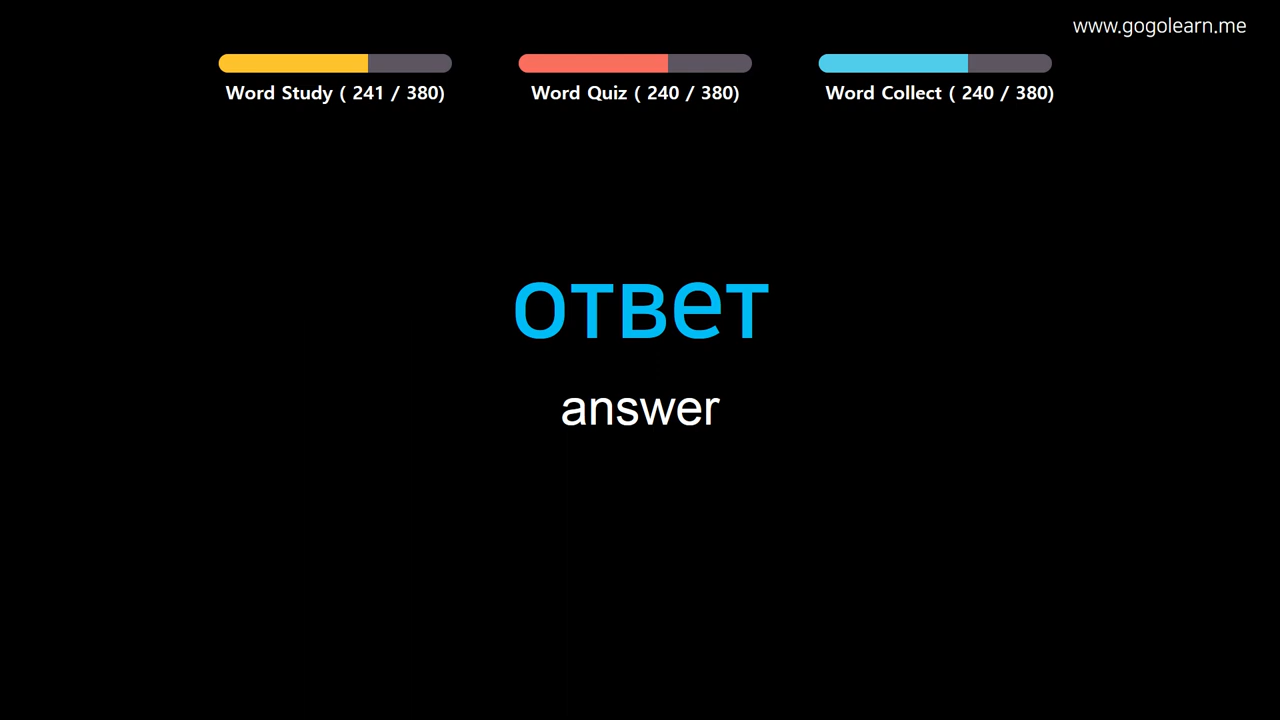 www.gogolearn.me
Word Study ( 241 / 380)
Word Quiz ( 240 / 380)
Word Collect ( 240 / 380)
ответ
answer